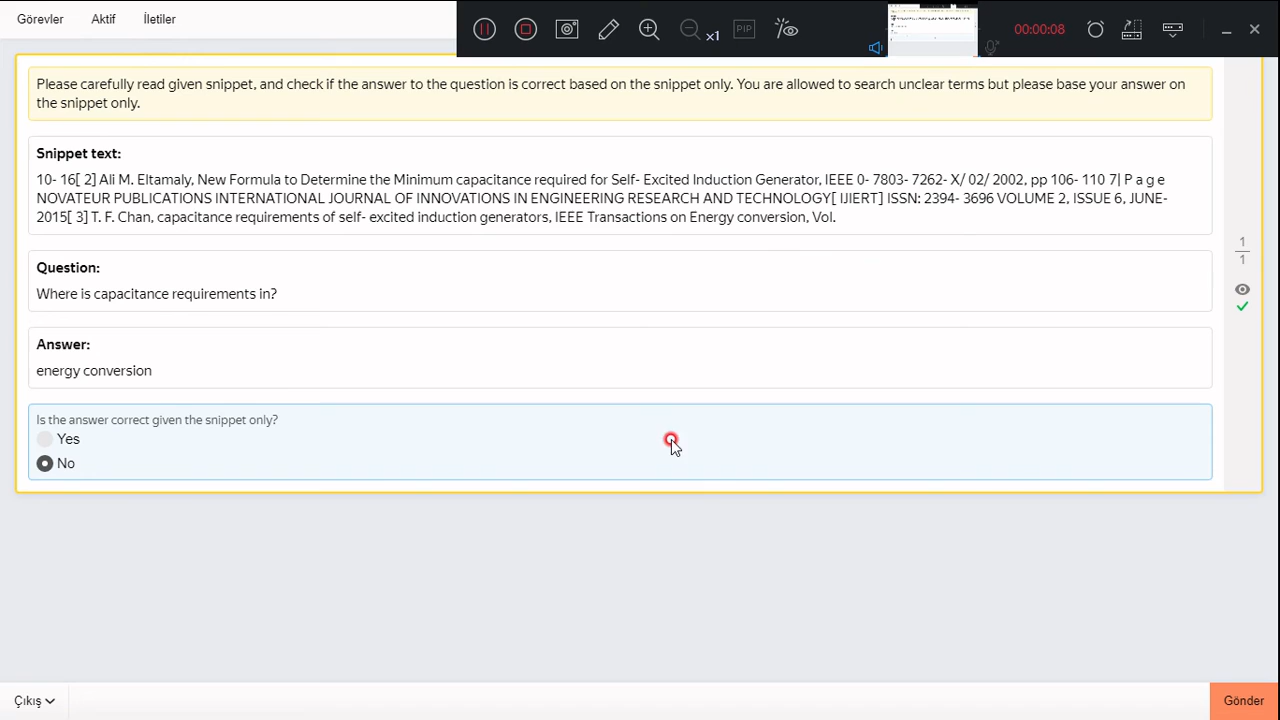 Görevler Aktif İletiler
x1 PIP 00:00:08
Please carefully read given snippet, and check if the answer to the question is correct based on the snippet only. You are allowed to search unclear terms but please base your answer on
the snippet only.
Snippet text:
10- 16[ 2] Ali M. Eltamaly, New Formula to Determine the Minimum capacitance required for Self- Excited Induction Generator, IEEE 0- 7803- 7262- X/ 02/ 2002, pp 106- 110 7| P a g e
NOVATEUR PUBLICATIONS INTERNATIONAL JOURNAL OF INNOVATIONS IN ENGINEERING RESEARCH AND TECHNOLOGY[ IJIERT] ISSN: 2394- 3696 VOLUME 2, ISSUE 6, JUNE-
2015[ 3] T. F. Chan, capacitance requirements of self- excited induction generators, IEEE Transactions on Energy conversion, Vol.
Question:
Where is capacitance requirements in?
Answer:
energy conversion
Is the answer correct given the snippet only?
Yes
No
1
1
Çıkış
Gönder